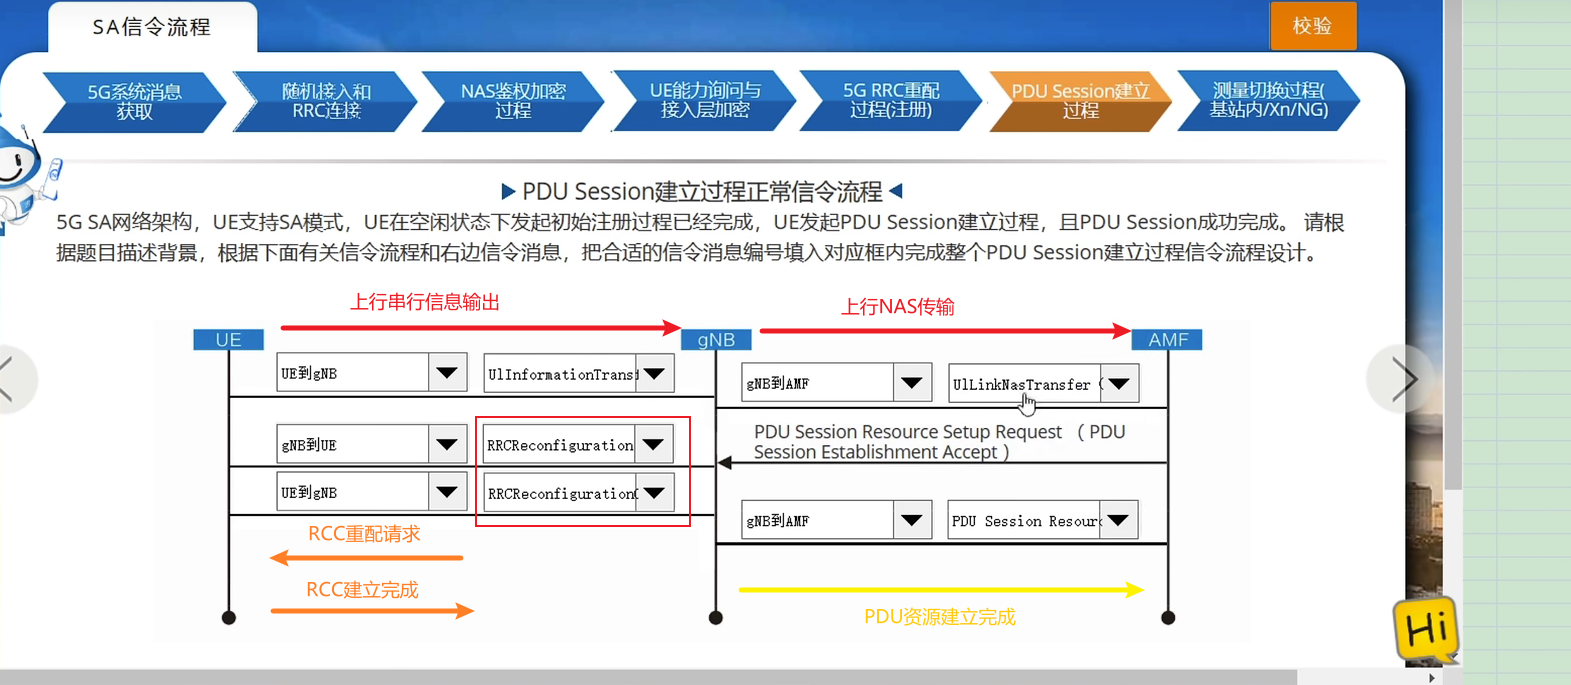 SA信令流程
校验
5G系统消息
获取
随机接入和
RRC连接
NAS鉴权加密
过程
UE能力询问与
接入层加密
5G RRC重配
过程(注册)
PDU Session建立
过程
测量切换过程(
基站内/Xn/NG)
PDU Session建立过程正常信令流程
5G SA网络架构，UE支持SA模式，UE在空闲状态下发起初始注册过程已经完成，UE发起PDU Session建立过程，且PDU Session成功完成。 请根
据题目描述背景，根据下面有关信令流程和右边信令消息，把合适的信令消息编号填入对应框内完成整个PDU Session建立过程信令流程设计。
上行串行信息输出
上行NAS传输
UE
gNB
AMF
UE到gNB
UlInformationTransf
gNB到AMF
UlLinkNasTransfer (
gNB到UE
RRCReconfiguration
PDU Session Resource Setup Request （ PDU
Session Establishment Accept ）
UE到gNB
RRCReconfigurationC
gNB到AMF
PDU Session Resourc
RCC重配请求
RCC建立完成
PDU资源建立完成
Hi